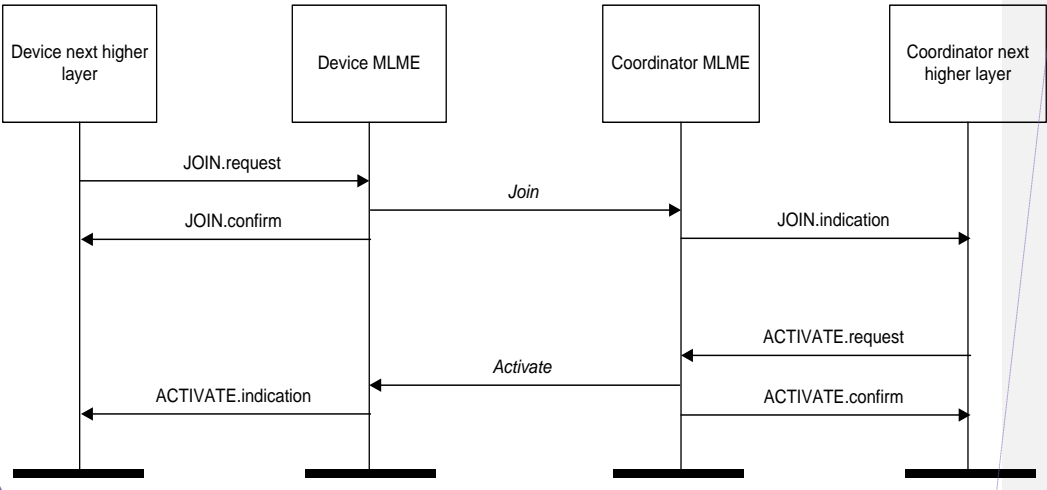 Device next higher
layer
Device MLME
Coordinator MLME
Coordinator next
higher layer
JOIN.request
Join
JOIN.confirm
JOIN.indication
ACTIVATE.request
Activate
ACTIVATE.indication
ACTIVATE.confirm